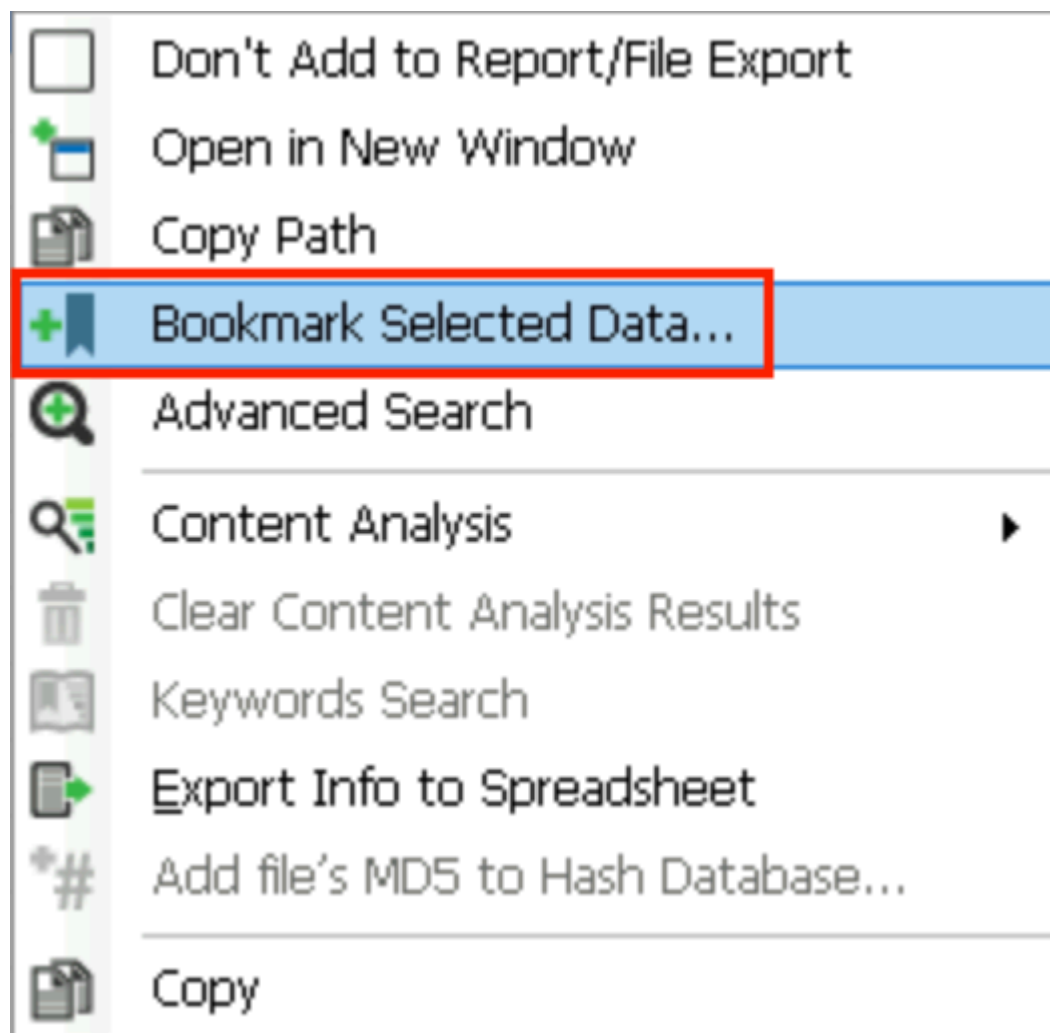 Don't Add to Report/File Export
Open in New Window
Copy Path
Bookmark Selected Data...
Advanced Search
Content Analysis
Clear Content Analysis Results
Keywords Search
Export Info to Spreadsheet
Add file's MD5 to Hash Database...
Copy